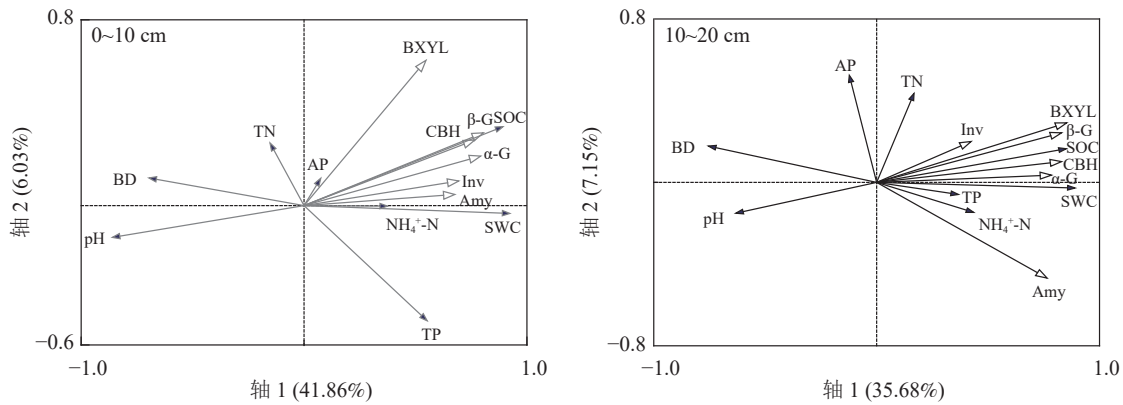 0.8
0~10 cm
BXYL
β-G
SOC
CBH
α-G
TN
AP
BD
Inv
Amy
pH
NH₄⁺-N
SWC
TP
轴 2 (6.03%)
−0.6
−1.0
1.0
轴 1 (41.86%)
0.8
10~20 cm
AP
TN
BXYL
Inv
β-G
BD
SOC
CBH
α-G
TP
SWC
pH
NH₄⁺-N
Amy
轴 2 (7.15%)
−0.8
−1.0
1.0
轴 1 (35.68%)